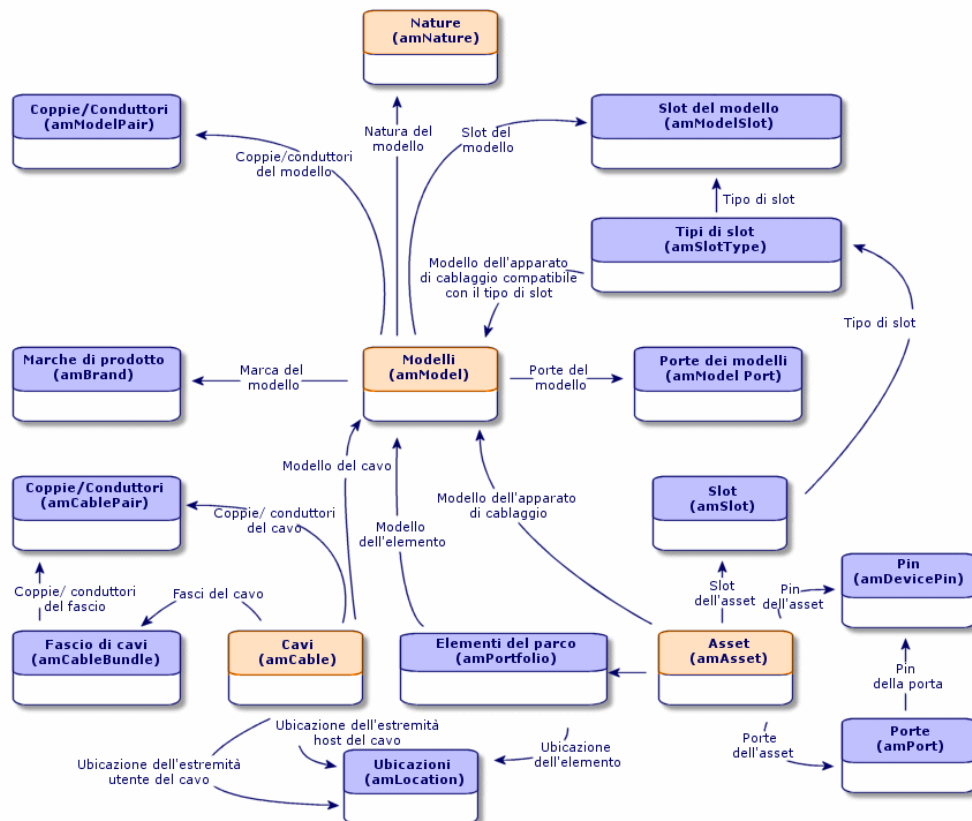 Nature
(amNature)
Coppie/Conduttori
(amModelPair)
Slot del modello
(amModelSlot)
Natura del
modello
Slot del
modello
Coppie/conduttori
del modello
Tipo di slot
Tipi di slot
(amSlotType)
Modello dell'apparato
di cablaggio compatibile
con il tipo di slot
Tipo di slot
Marche di prodotto
(amBrand)
Marca del
modello
Modelli
(amModel)
Porte del
modello
Porte dei modelli
(amModel Port)
Modello del cavo
Coppie/Conduttori
(amCablePair)
Coppie/ conduttori
del cavo
Modello
dell'elemento
Modello dell'apparato
di cablaggio
Slot
(amSlot)
Pin
(amDevicePin)
Coppie/ conduttori
del fascio
Fasci del cavo
Slot
dell'asset
Pin
dell'asset
Fascio di cavi
(amCableBundle)
Cavi
(amCable)
Elementi del parco
(amPortfolio)
Asset
(amAsset)
Pin
della porta
Ubicazione dell'estremità
host del cavo
Ubicazione dell'estremità
utente del cavo
Ubicazioni
(amLocation)
Ubicazione
dell'elemento
Porte
dell'asset
Porte
(amPort)